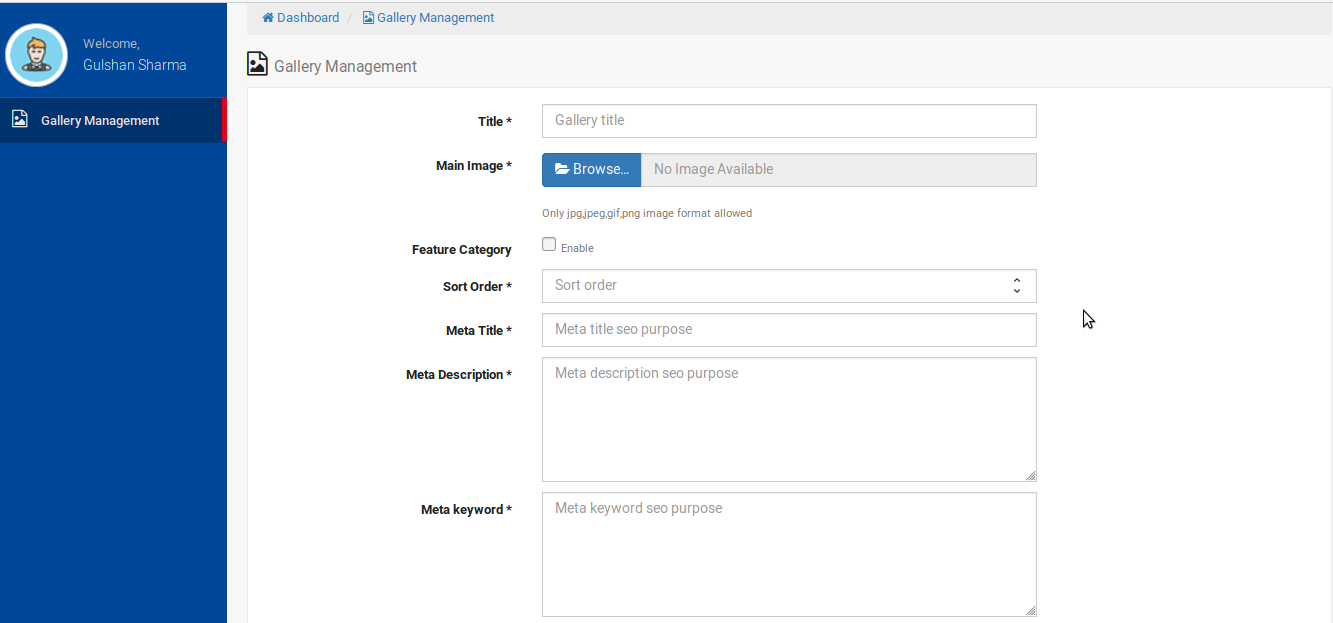 Dashboard / Gallery Management
Welcome,
Gulshan Sharma
Gallery Management
Gallery Management
Title * Gallery title
Main Image * Browse... No Image Available
Only jpg,jpeg,gif,png image format allowed
Feature Category Enable
Sort Order * Sort order
Meta Title * Meta title seo purpose
Meta Description * Meta description seo purpose
Meta keyword * Meta keyword seo purpose